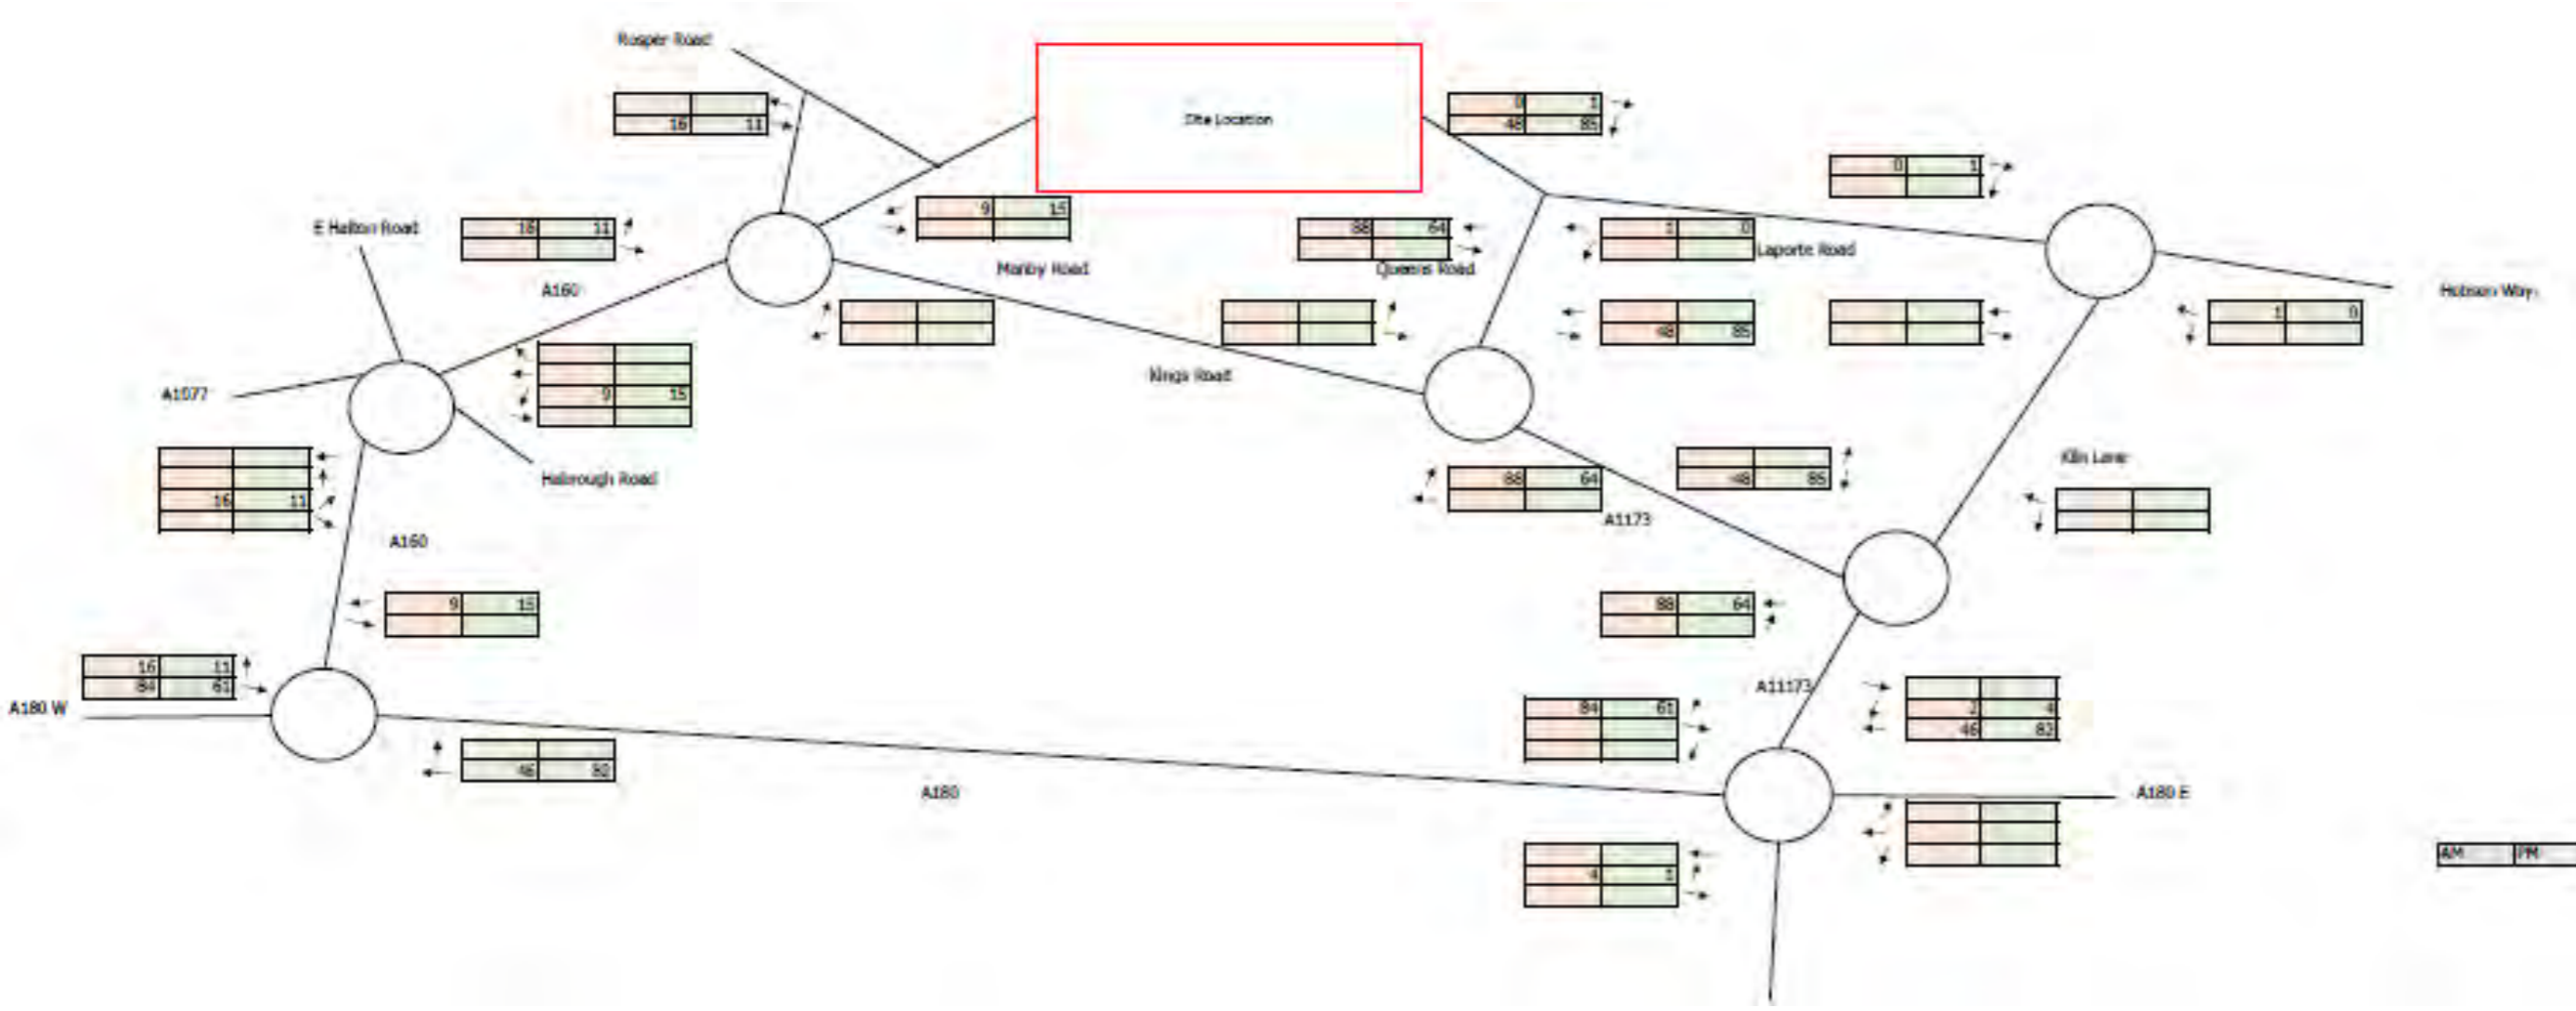 Rosper Road
16 11
Site Location
0 1
48 85
0 1
E Halton Road
16 11
9 15
Manby Road
88 64
Queens Road
1 0
Laporte Road
A160
Hobson Way
48 85
1 0
Kings Road
A1077
9 15
Habrough Road
16 11
88 64
48 85
Kiln Lane
A1173
A160
9 15
88 64
16 11
84 61
A180 W
A11173
84 61
2 4
46 82
46 82
A180
A180 E
4 1
AM PM